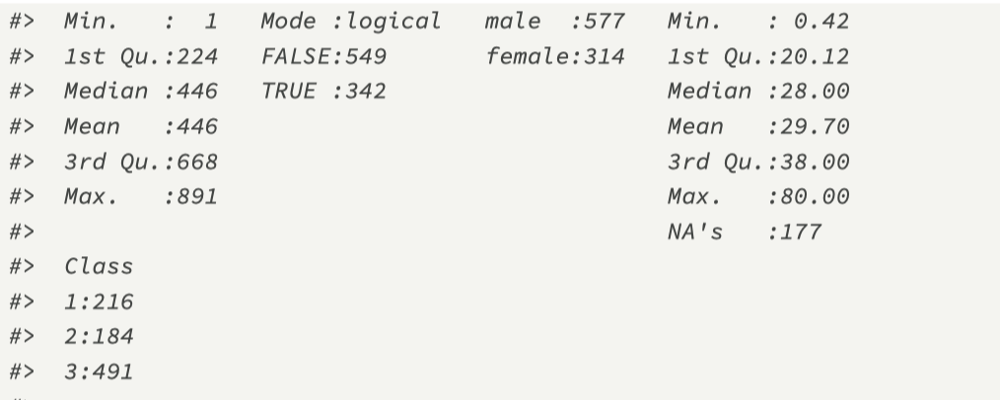 #>  Min.   :  1   Mode :logical   male  :577   Min.   : 0.42
#>  1st Qu.:224   FALSE:549       female:314   1st Qu.:20.12
#>  Median :446   TRUE :342                    Median :28.00
#>  Mean   :446                                Mean   :29.70
#>  3rd Qu.:668                                3rd Qu.:38.00
#>  Max.   :891                                Max.   :80.00
#>                                             NA's   :177
#>  Class
#>  1:216
#>  2:184
#>  3:491